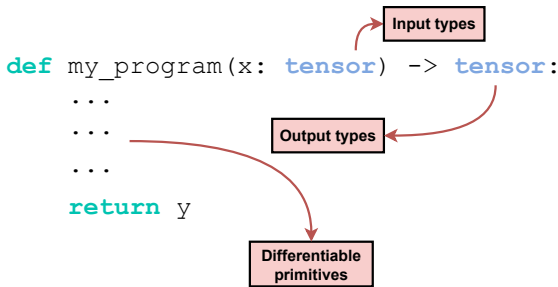 Input types
def my_program(x: tensor) -> tensor:
...
...
Output types
...
return y
Differentiable
primitives